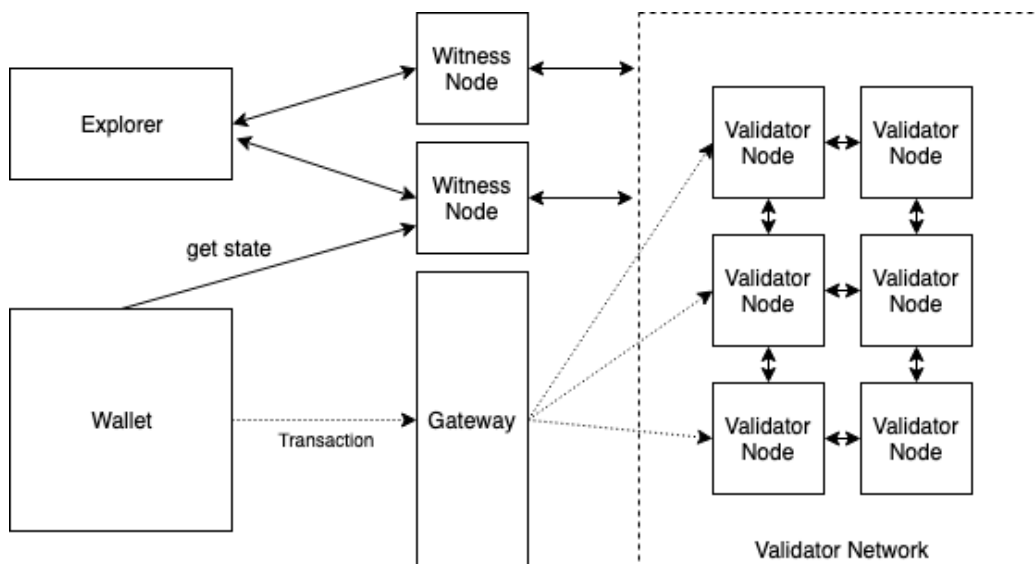 Explorer
Witness
Node
Witness
Node
get state
Wallet
Transaction
Gateway
Validator
Node
Validator
Node
Validator
Node
Validator
Node
Validator
Node
Validator
Node
Validator Network